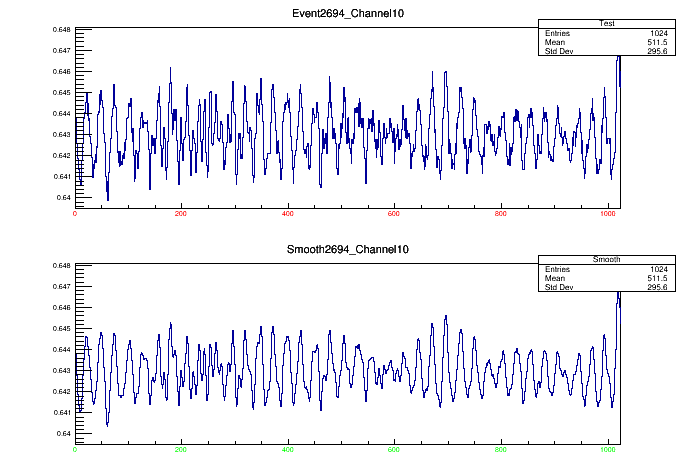 Event2694_Channel10
Test
Entries 1024
Mean 511.5
Std Dev 295.6
0.648
0.647
0.646
0.645
0.644
0.643
0.642
0.641
0.64
0 200 400 600 800 1000
Smooth2694_Channel10
Smooth
Entries 1024
Mean 511.5
Std Dev 295.6
0.648
0.647
0.646
0.645
0.644
0.643
0.642
0.641
0.64
0 200 400 600 800 1000